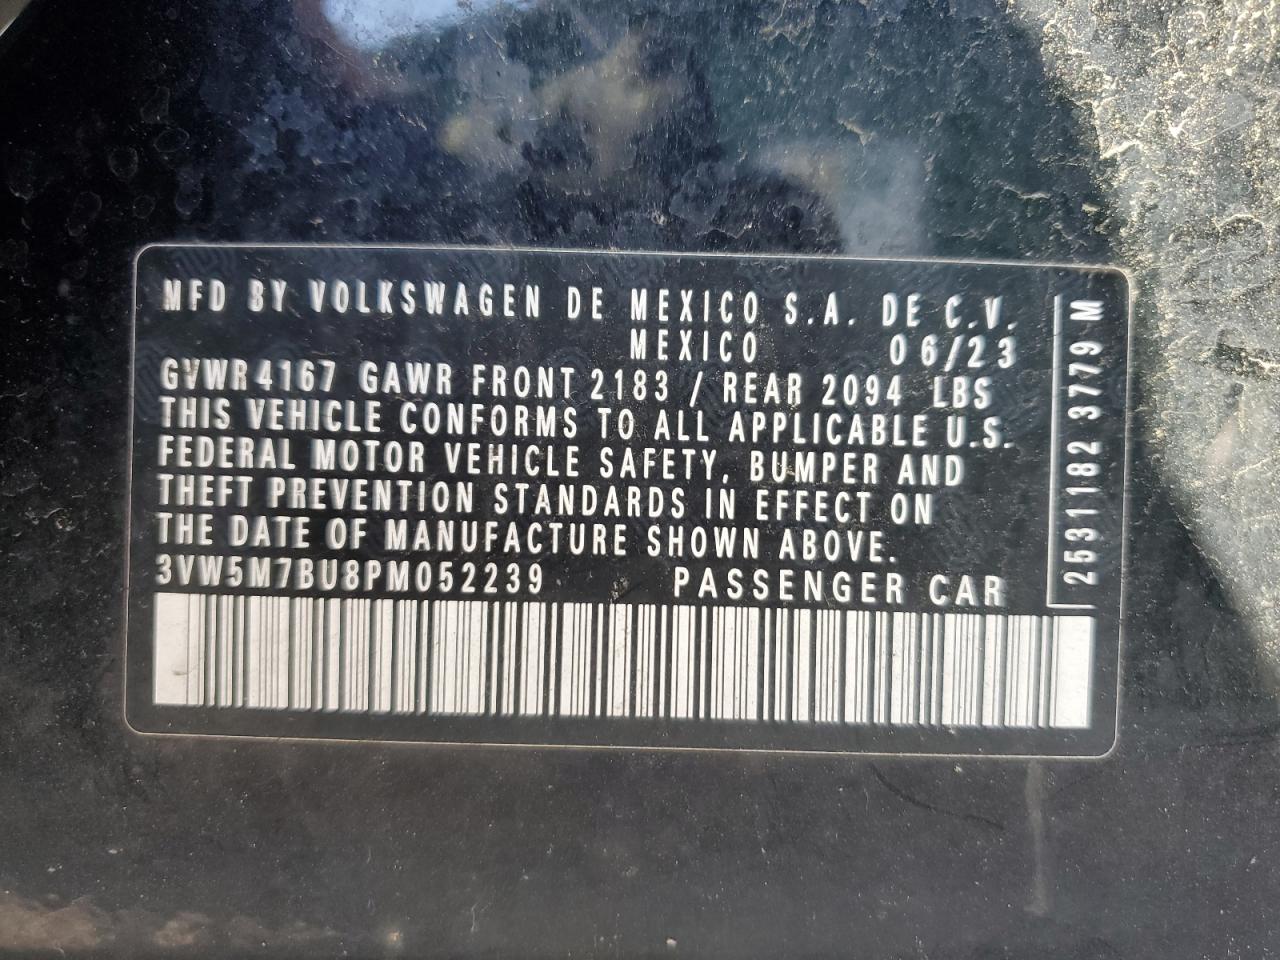 MFD BY VOLKSWAGEN DE MEXICO S.A. DE C.V.
MEXICO 06/23
GVWR 4167 GAWR FRONT 2183 / REAR 2094 LBS
THIS VEHICLE CONFORMS TO ALL APPLICABLE U.S.
FEDERAL MOTOR VEHICLE SAFETY, BUMPER AND
THEFT PREVENTION STANDARDS IN EFFECT ON
THE DATE OF MANUFACTURE SHOWN ABOVE.
3VW5M7BU8PM052239 PASSENGER CAR
2531182 3779 M